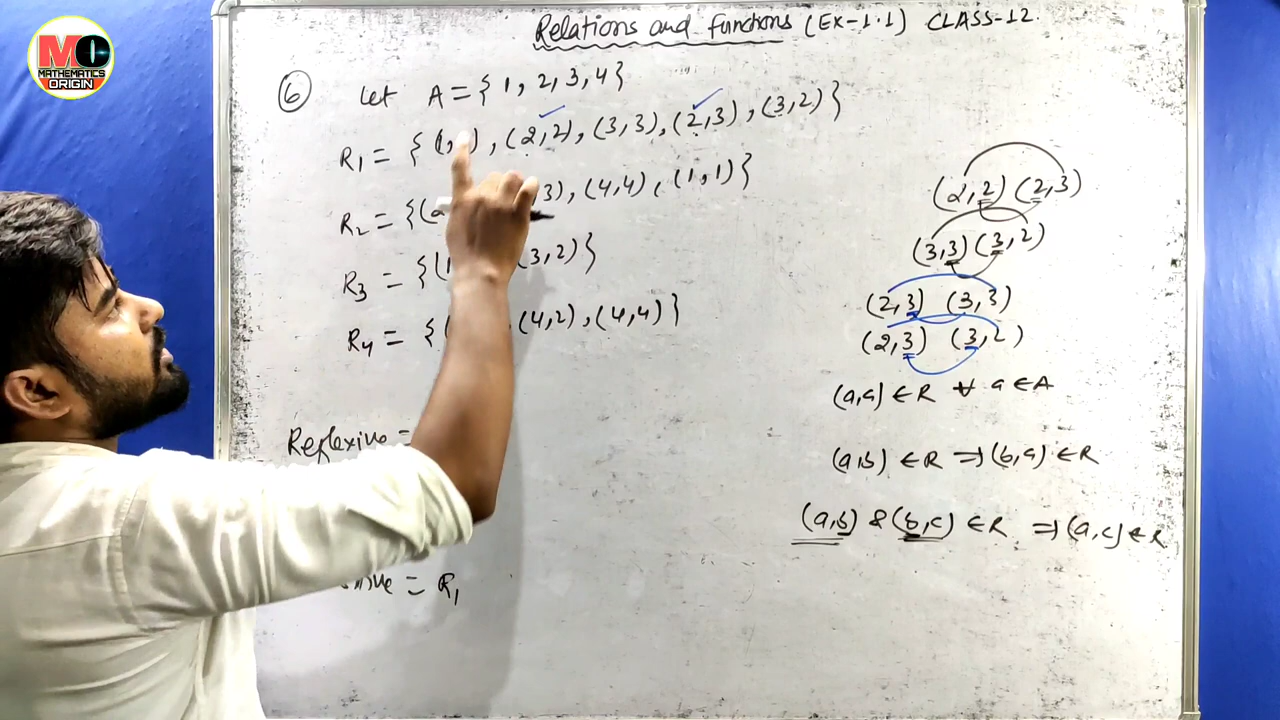 MO
MATHEMATICS
ORIGIN
Relations and functions (EX-1.1) CLASS-12.
6 Let A = {1, 2, 3, 4}
R₁ = {(1, ), (2,2), (3,3), (2,3), (3,2)}
R₂ = {(2 3), (4,4), (1,1)}
R₃ = {(1 (3,2)}
R₄ = {( , (4,2), (4,4)}
Reflexive =
= R₁
(2,2) (2,3)
(3,3) (3,2)
(2,3) (3,3)
(2,3) (3,2)
(a,a) ∈ R ∀ a ∈ A
(a,b) ∈ R ⇒ (b,a) ∈ R
(a,b) & (b,c) ∈ R ⇒ (a,c) ∈ R